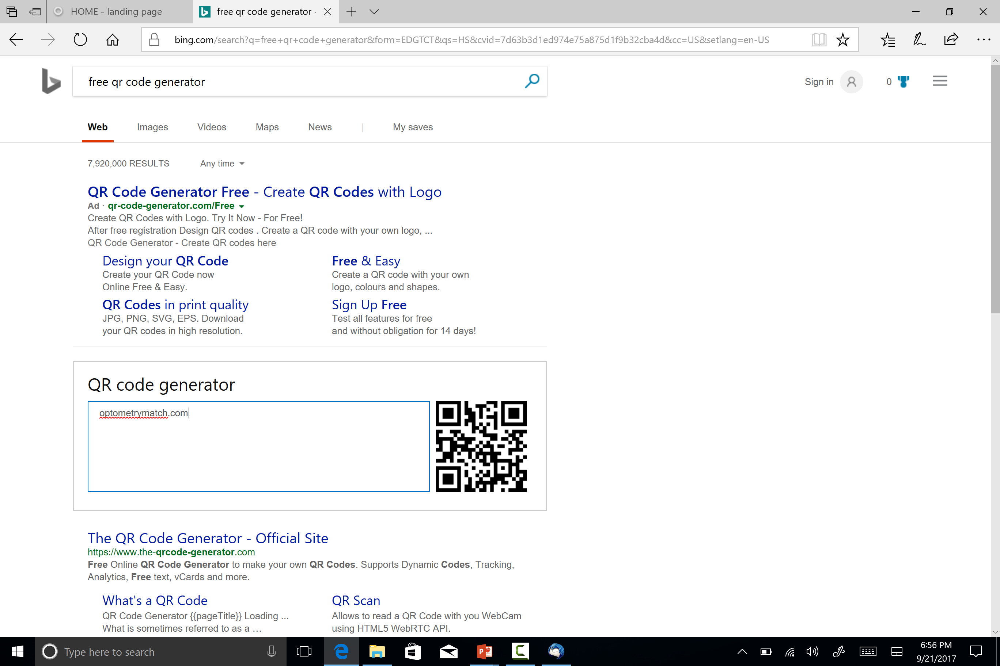 HOME - landing page
free qr code generator -
bing.com/search?q=free+qr+code+generator&form=EDGTCT&qs=HS&cvid=7d63b3d1ed974e75a875d1f9b32cba4d&cc=US&setlang=en-US
free qr code generator
Sign in
0
Web Images Videos Maps News | My saves
7,920,000 RESULTS Any time
QR Code Generator Free - Create QR Codes with Logo
Ad · qr-code-generator.com/Free
Create QR Codes with Logo. Try It Now - For Free!
After free registration Design QR codes . Create a QR code with your own logo, ...
QR Code Generator - Create QR codes here
Design your QR Code
Create your QR Code now
Online Free & Easy.
Free & Easy
Create a QR code with your own
logo, colours and shapes.
QR Codes in print quality
JPG, PNG, SVG, EPS. Download
your QR codes in high resolution.
Sign Up Free
Test all features for free
and without obligation for 14 days!
QR code generator
optometrymatch.com
The QR Code Generator - Official Site
https://www.the-qrcode-generator.com
Free Online QR Code Generator to make your own QR Codes. Supports Dynamic Codes, Tracking,
Analytics, Free text, vCards and more.
What's a QR Code
QR Code Generator {{pageTitle}} Loading ...
What is sometimes referred to as a …
QR Scan
Allows to read a QR Code with you WebCam
using HTML5 WebRTC API.
Type here to search
6:56 PM
9/21/2017